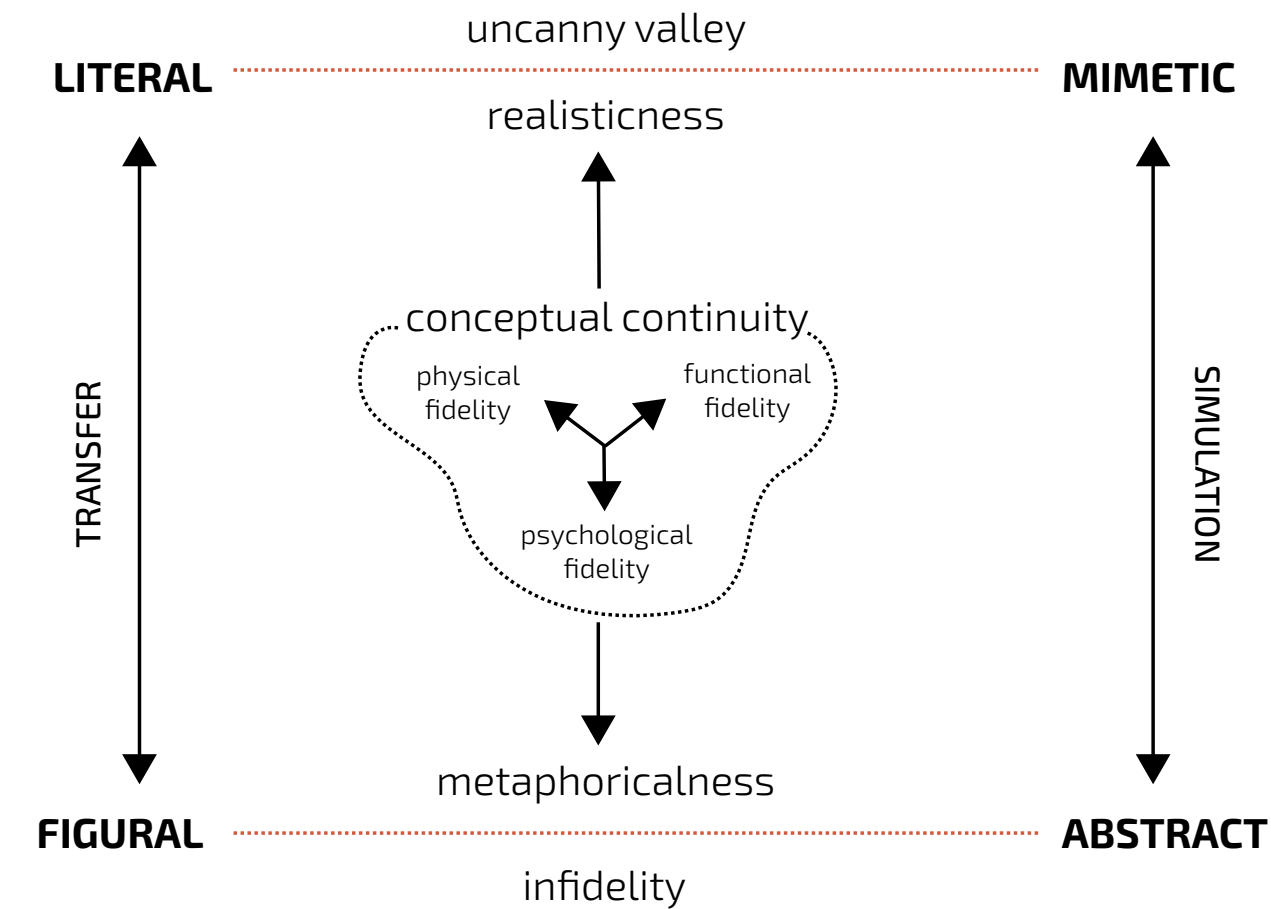 uncanny valley
LITERAL
MIMETIC
realisticness
conceptual continuity
physical
fidelity
functional
fidelity
TRANSFER
SIMULATION
psychological
fidelity
metaphoricalness
FIGURAL
ABSTRACT
infidelity